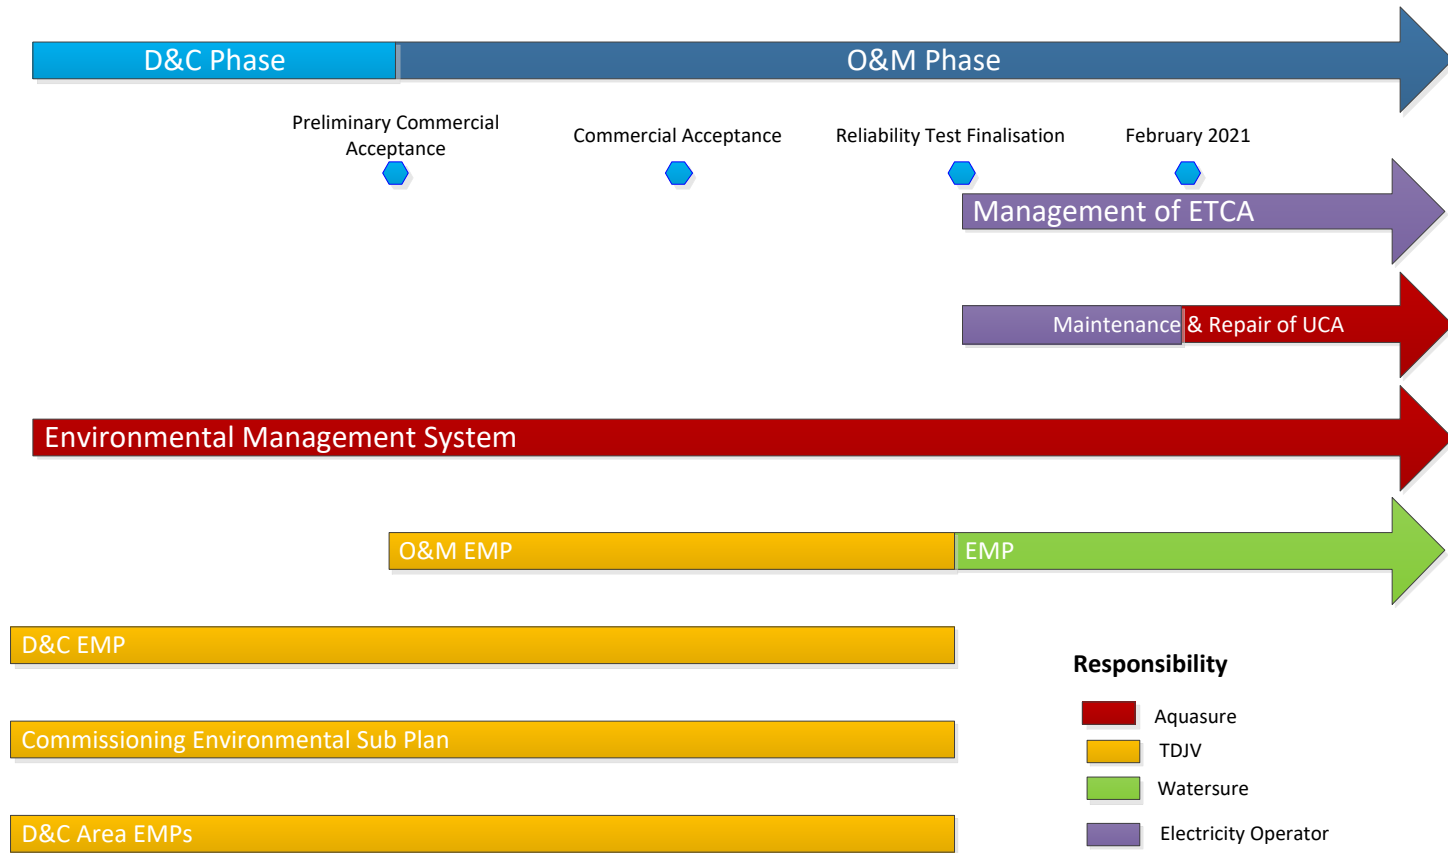 D&C Phase
O&M Phase
Preliminary Commercial
Acceptance
Commercial Acceptance
Reliability Test Finalisation
February 2021
Management of ETCA
Maintenance & Repair of UCA
Environmental Management System
O&M EMP
EMP
D&C EMP
Commissioning Environmental Sub Plan
D&C Area EMPs
Responsibility
Aquasure
TDJV
Watersure
Electricity Operator